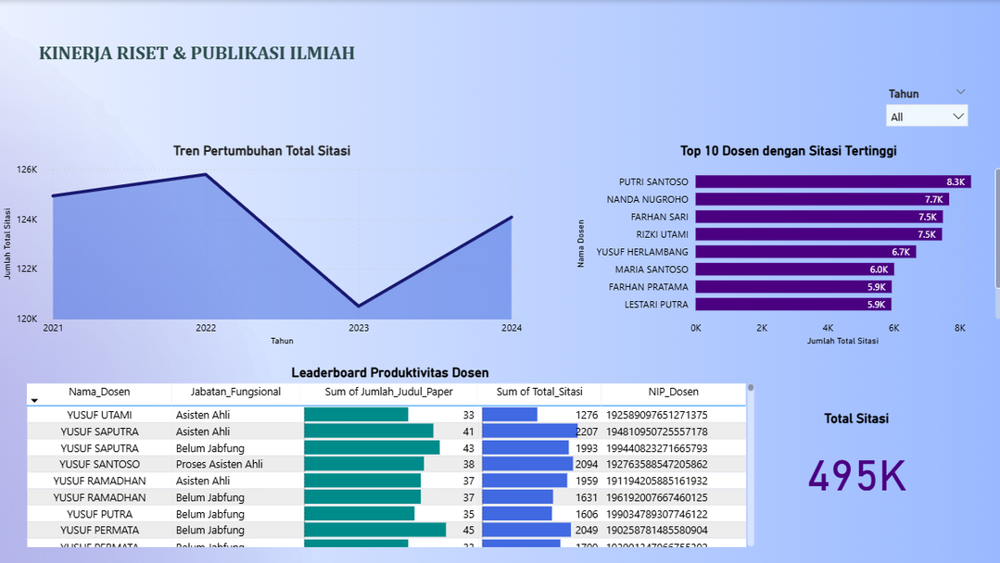 KINERJA RISET & PUBLIKASI ILMIAH
Tahun
All
Tren Pertumbuhan Total Sitasi
Jumlah Total Sitasi
126K
124K
122K
120K
2021 2022 2023 2024
Tahun
Top 10 Dosen dengan Sitasi Tertinggi
Nama Dosen
PUTRI SANTOSO 8.3K
NANDA NUGROHO 7.7K
FARHAN SARI 7.5K
RIZKI UTAMI 7.5K
YUSUF HERLAMBANG 6.7K
MARIA SANTOSO 6.0K
FARHAN PRATAMA 5.9K
LESTARI PUTRA 5.9K
0K 2K 4K 6K 8K
Jumlah Total Sitasi
Leaderboard Produktivitas Dosen
Nama_Dosen Jabatan_Fungsional Sum of Jumlah_Judul_Paper Sum of Total_Sitasi NIP_Dosen
YUSUF UTAMI Asisten Ahli 33 1276 192589097651271375
YUSUF SAPUTRA Asisten Ahli 41 2207 194810950725557178
YUSUF SAPUTRA Belum Jabfung 43 1993 199440823271665793
YUSUF SANTOSO Proses Asisten Ahli 38 2094 192763588547205862
YUSUF RAMADHAN Asisten Ahli 37 1959 191194205885161932
YUSUF RAMADHAN Belum Jabfung 37 1631 196192007667460125
YUSUF PUTRA Belum Jabfung 35 1606 199034789307746122
YUSUF PERMATA Belum Jabfung 45 2049 190258781485580904
YUSUF PERMATA Belum Jabfung
Total Sitasi
495K